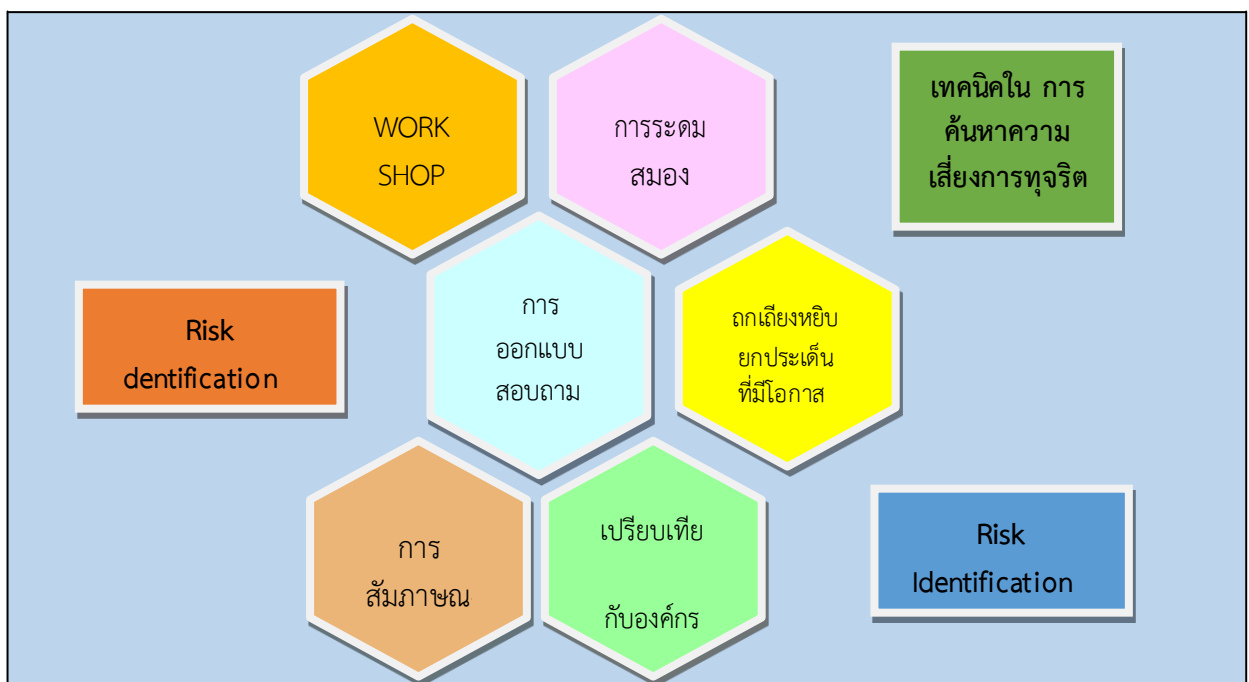 WORK
SHOP
การระดม
สมอง
เทคนิคใน การ
ค้นหาความ
เสี่ยงการทุจริต
Risk
dentification
การ
ออกแบบ
สอบถาม
ถกเถียงหยิบ
ยกประเด็น
ที่มีโอกาส
การ
สัมภาษณ
เปรียบเทีย
กับองค์กร
Risk
Identification